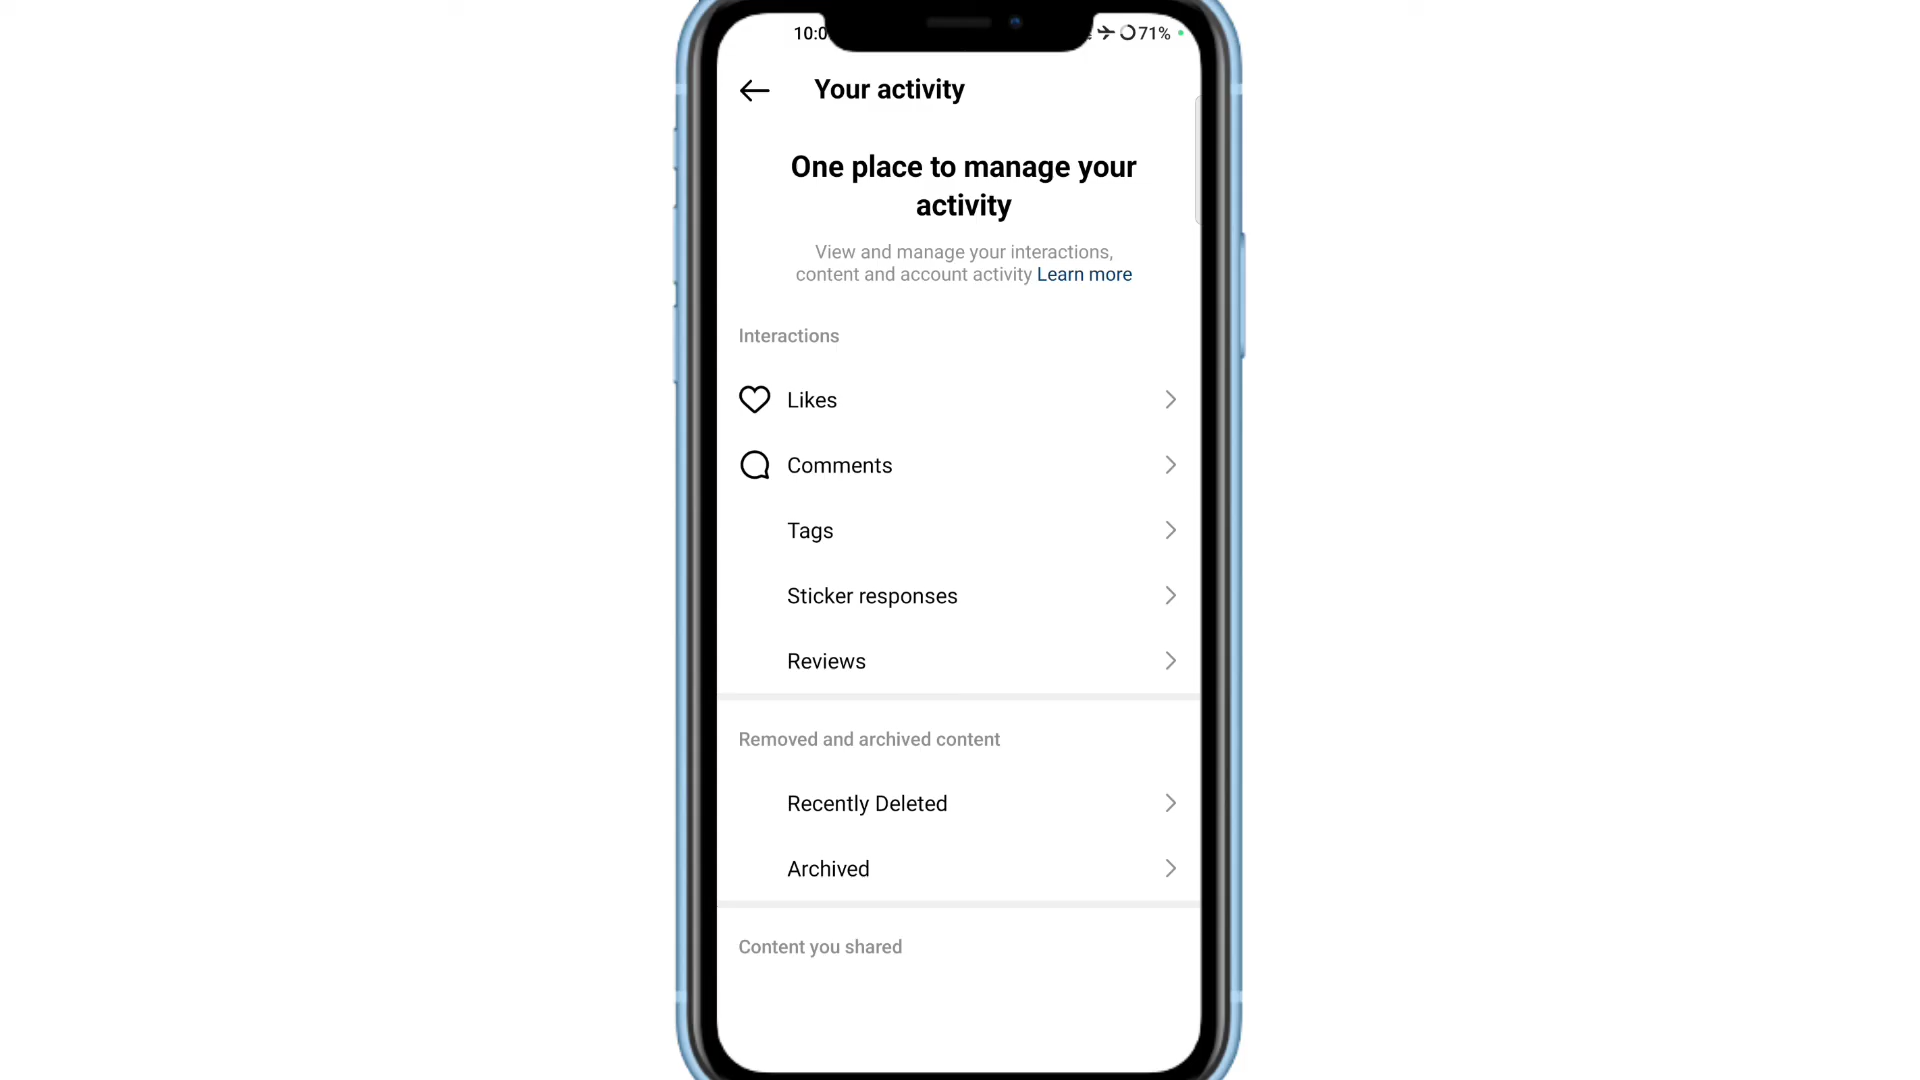 10:0
71%
Your activity
One place to manage your
activity
View and manage your interactions,
content and account activity Learn more
Interactions
Likes
Comments
Tags
Sticker responses
Reviews
Removed and archived content
Recently Deleted
Archived
Content you shared